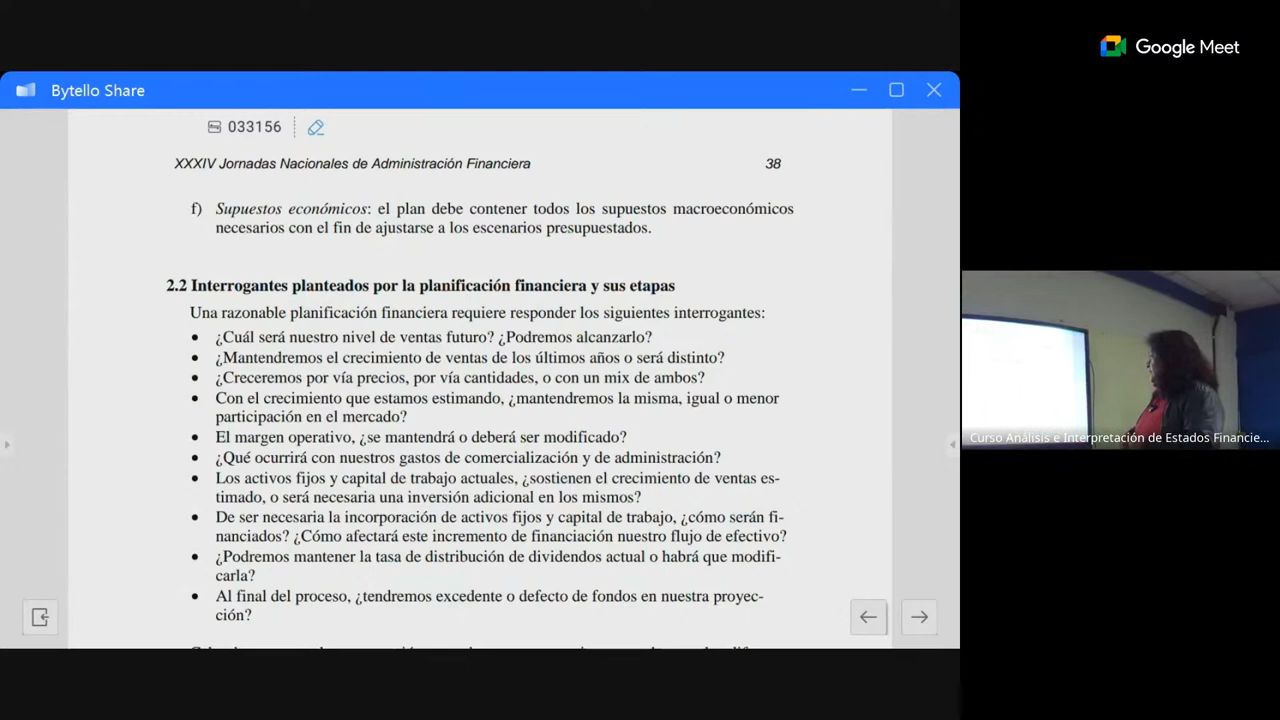 Google Meet
Bytello Share
033156
XXXIV Jornadas Nacionales de Administración Financiera 38
f) Supuestos económicos: el plan debe contener todos los supuestos macroeconómicos
necesarios con el fin de ajustarse a los escenarios presupuestados.
2.2 Interrogantes planteados por la planificación financiera y sus etapas
Una razonable planificación financiera requiere responder los siguientes interrogantes:
• ¿Cuál será nuestro nivel de ventas futuro? ¿Podremos alcanzarlo?
• ¿Mantendremos el crecimiento de ventas de los últimos años o será distinto?
• ¿Creceremos por vía precios, por vía cantidades, o con un mix de ambos?
• Con el crecimiento que estamos estimando, ¿mantendremos la misma, igual o menor
participación en el mercado?
• El margen operativo, ¿se mantendrá o deberá ser modificado?
• ¿Qué ocurrirá con nuestros gastos de comercialización y de administración?
• Los activos fijos y capital de trabajo actuales, ¿sostienen el crecimiento de ventas es-
timado, o será necesaria una inversión adicional en los mismos?
• De ser necesaria la incorporación de activos fijos y capital de trabajo, ¿cómo serán fi-
nanciados? ¿Cómo afectará este incremento de financiación nuestro flujo de efectivo?
• ¿Podremos mantener la tasa de distribución de dividendos actual o habrá que modifi-
carla?
• Al final del proceso, ¿tendremos excedente o defecto de fondos en nuestra proyec-
ción?
Curso Análisis e Interpretación de Estados Financie...